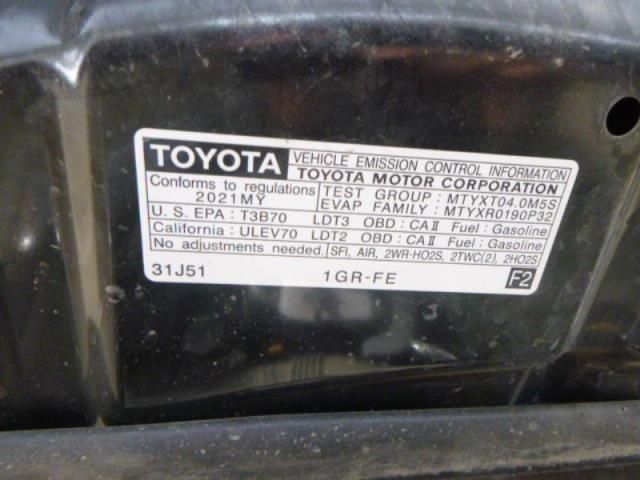 TOYOTA VEHICLE EMISSION CONTROL INFORMATION
TOYOTA MOTOR CORPORATION
Conforms to regulations
2021MY
TEST GROUP : MTYXT04.0M5S
EVAP FAMILY : MTYXR0190P32
U. S. EPA : T3B70 LDT3 OBD : CAⅡ Fuel : Gasoline
California : ULEV70 LDT2 OBD : CAⅡ Fuel : Gasoline
No adjustments needed. SFI, AIR, 2WR-HO2S, 2TWC(2), 2HO2S
31J51 1GR-FE F2